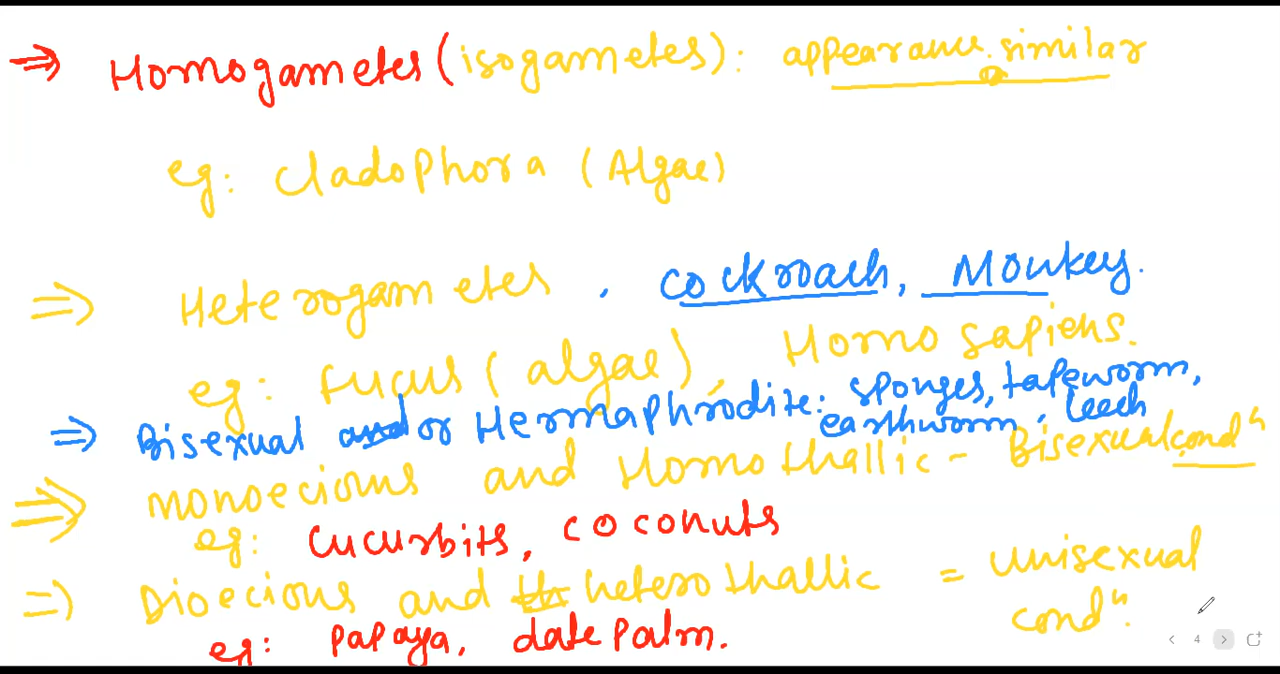 ⇒ Homogametes (isogametes): appearance similar
eg: cladophora (Algae)
⇒ Heterogametes, cockroach, Monkey.
eg: fucus (algae), Homo sapiens.
⇒ Bisexual and or Hermaphrodite: sponges, tapeworm,
earthworm, leech
⇒ Monoecious and Homothallic - Bisexual condⁿ
eg: cucurbits, coconuts
⇒ Dioecious and heterothallic = unisexual
condⁿ.
eg: papaya, date palm.
4